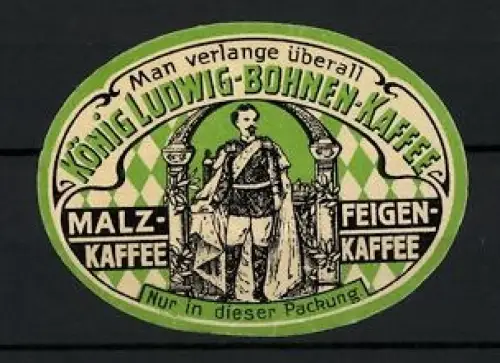 Man verlange überall
KÖNIG LUDWIG-BOHNEN-KAFFEE
MALZ-
KAFFEE
FEIGEN-
KAFFEE
Nur in dieser Packung